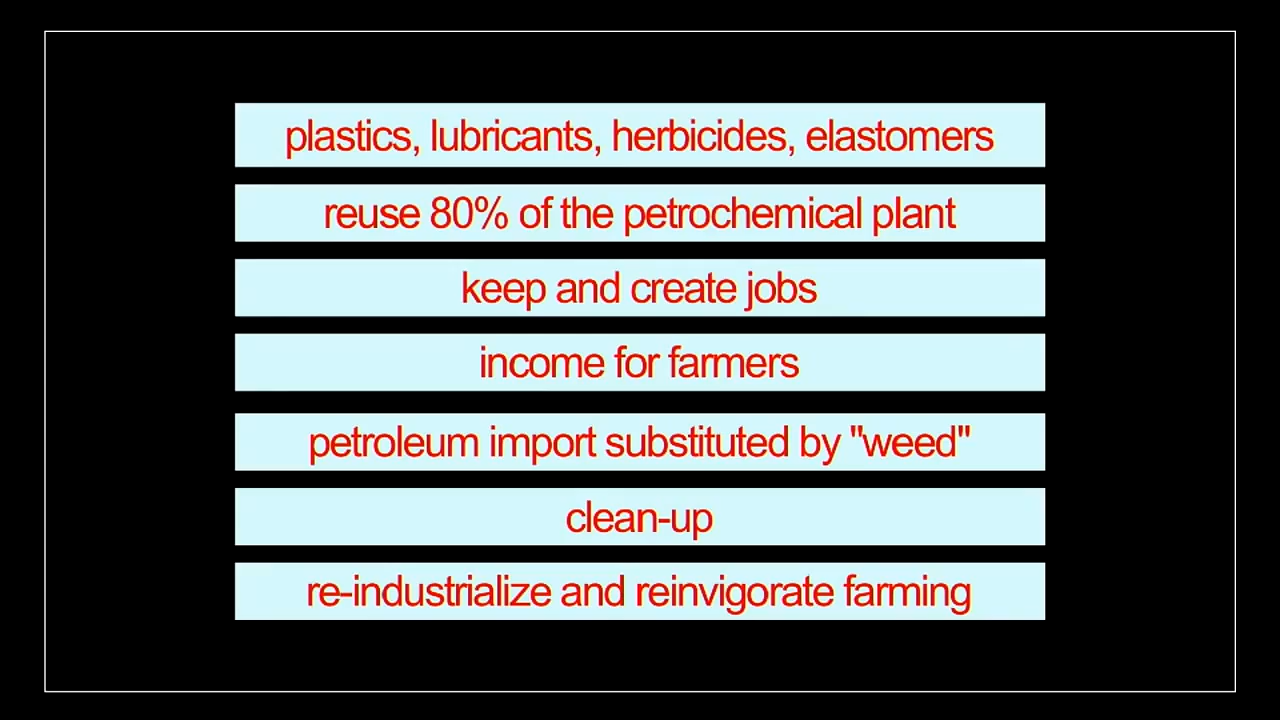 plastics, lubricants, herbicides, elastomers
reuse 80% of the petrochemical plant
keep and create jobs
income for farmers
petroleum import substituted by "weed"
clean-up
re-industrialize and reinvigorate farming